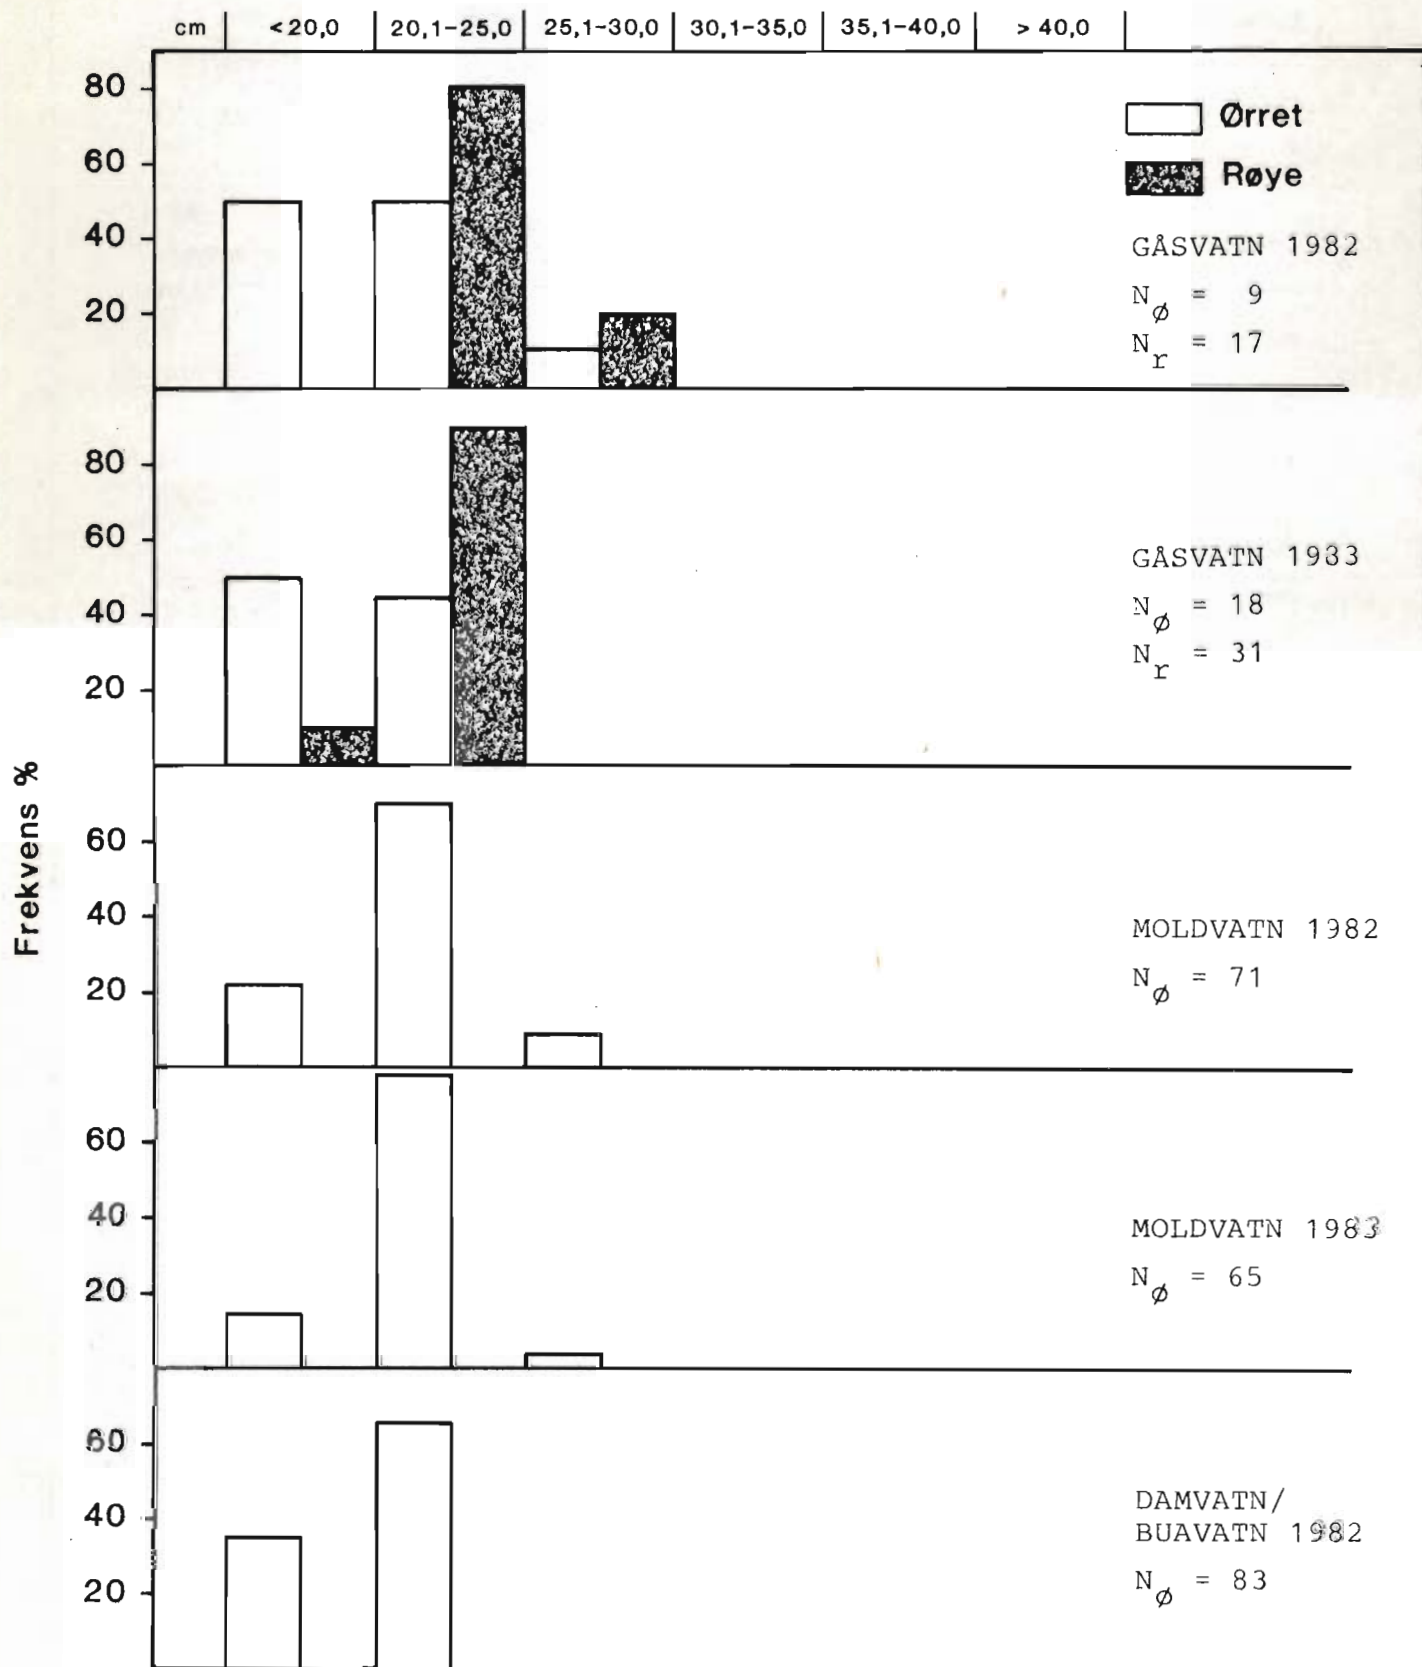 cm <20,0 20,1-25,0 25,1-30,0 30,1-35,0 35,1-40,0 >40,0
80
60
40
20
Ørret
Røye
GÅSVATN 1982
Nø = 9
Nr = 17
80
60
40
20
GÅSVATN 1983
Nø = 18
Nr = 31
Frekvens %
60
40
20
MOLDVATN 1982
Nø = 71
60
40
20
MOLDVATN 1983
Nø = 65
60
40
20
DAMVATN/
BUAVATN 1982
Nø = 83